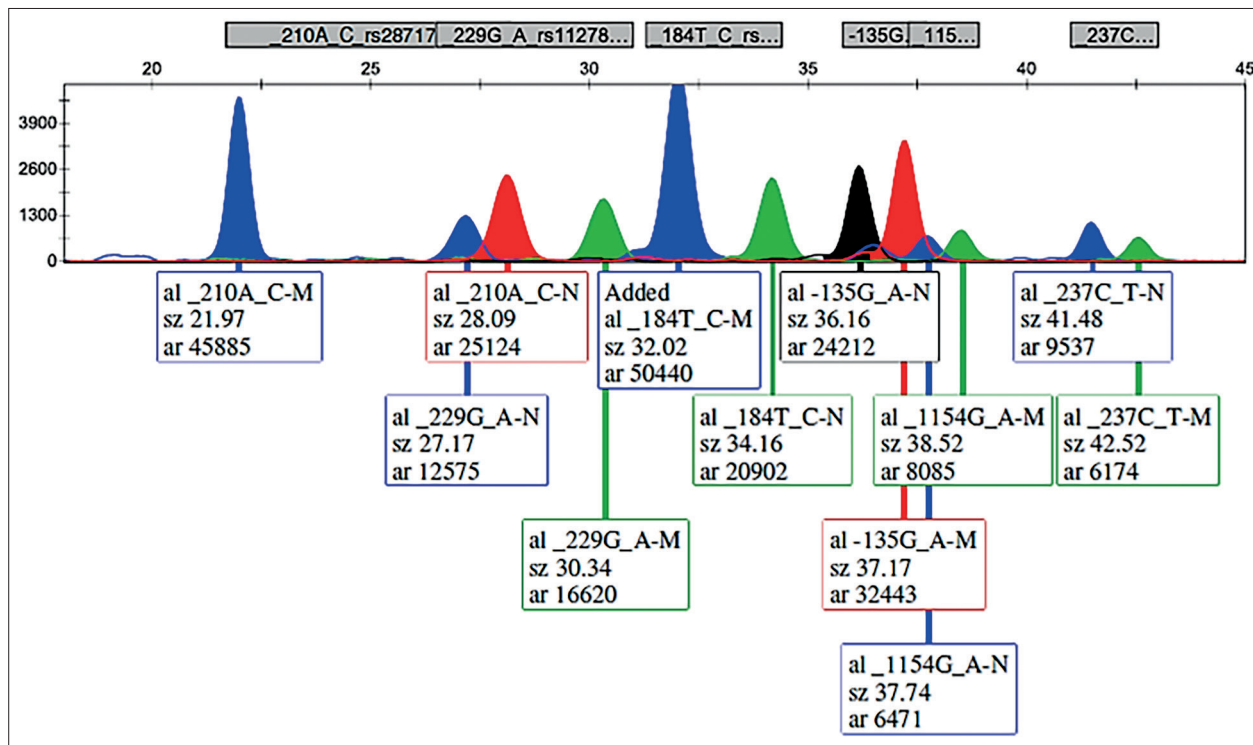 _210A_C_rs28717 _229G_A_rs11278... _184T_C_rs... -135G. _115... _237C...
20 25 30 35 40 45
3900
2600
1300
0
al _210A_C-M
sz 21.97
ar 45885
al _210A_C-N
sz 28.09
ar 25124
Added
al _184T_C-M
sz 32.02
ar 50440
al -135G_A-N
sz 36.16
ar 24212
al _237C_T-N
sz 41.48
ar 9537
al _229G_A-N
sz 27.17
ar 12575
al _184T_C-N
sz 34.16
ar 20902
al _1154G_A-M
sz 38.52
ar 8085
al _237C_T-M
sz 42.52
ar 6174
al _229G_A-M
sz 30.34
ar 16620
al -135G_A-M
sz 37.17
ar 32443
al _1154G_A-N
sz 37.74
ar 6471